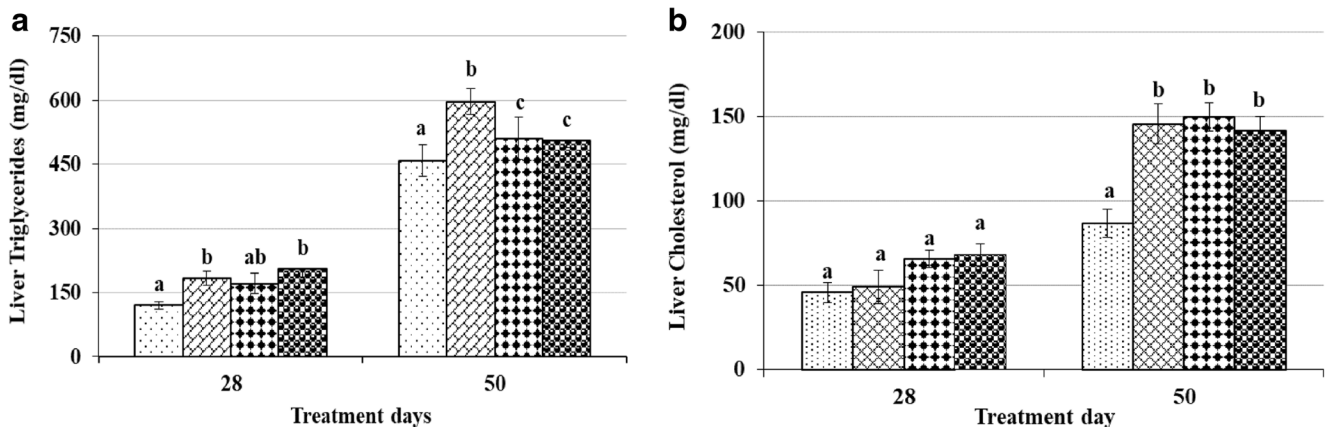 a
Liver Triglycerides (mg/dl)
750
600
450
300
150
0
a
b
ab
b
a
b
c
c
28
50
Treatment days
b
Liver Cholesterol (mg/dl)
200
150
100
50
0
a
a
a
a
a
b
b
b
28
50
Treatment day